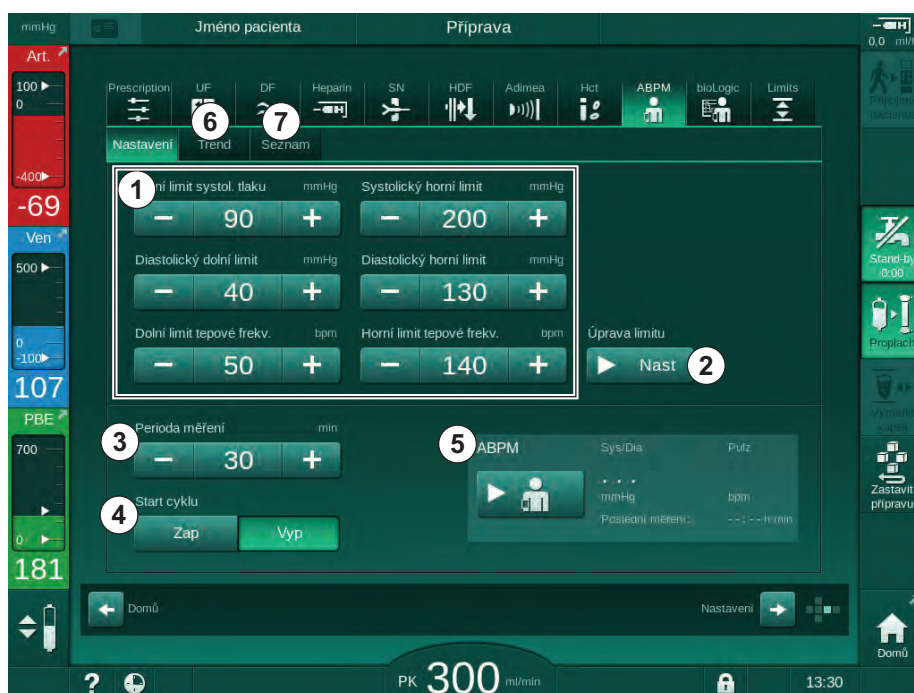 mmHg
Jméno pacienta
Příprava
0,0 ml/
Art.
100
0
-400
-69
Ven
500
0
-100
107
PBE
700
0
181
Prescription UF DF Heparin SN HDF Adimea Hct ABPM bioLogic Limits
6 7
Nastavení Trend Seznam
1
ní limit systol. tlaku mmHg Systolický horní limit mmHg
− 90 + − 200 +
Diastolický dolní limit mmHg Diastolický horní limit mmHg
− 40 + − 130 +
Dolní limit tepové frekv. bpm Horní limit tepové frekv. bpm Úprava limitu
− 50 + − 140 + Nast 2
3 Perioda měření min
− 30 +
4 Start cyklu
Zap Vyp
5 ABPM Sys/Dia Pulz
. . .
mmHg bpm
Poslední měření: --:-- h:min
Připojení
pacienta
Stand-by
0:00
Proplach
Vyměnit
kapsli
Zastavit
přípravu
Domů Nastavení
Domů
? PK 300 ml/min 13:30